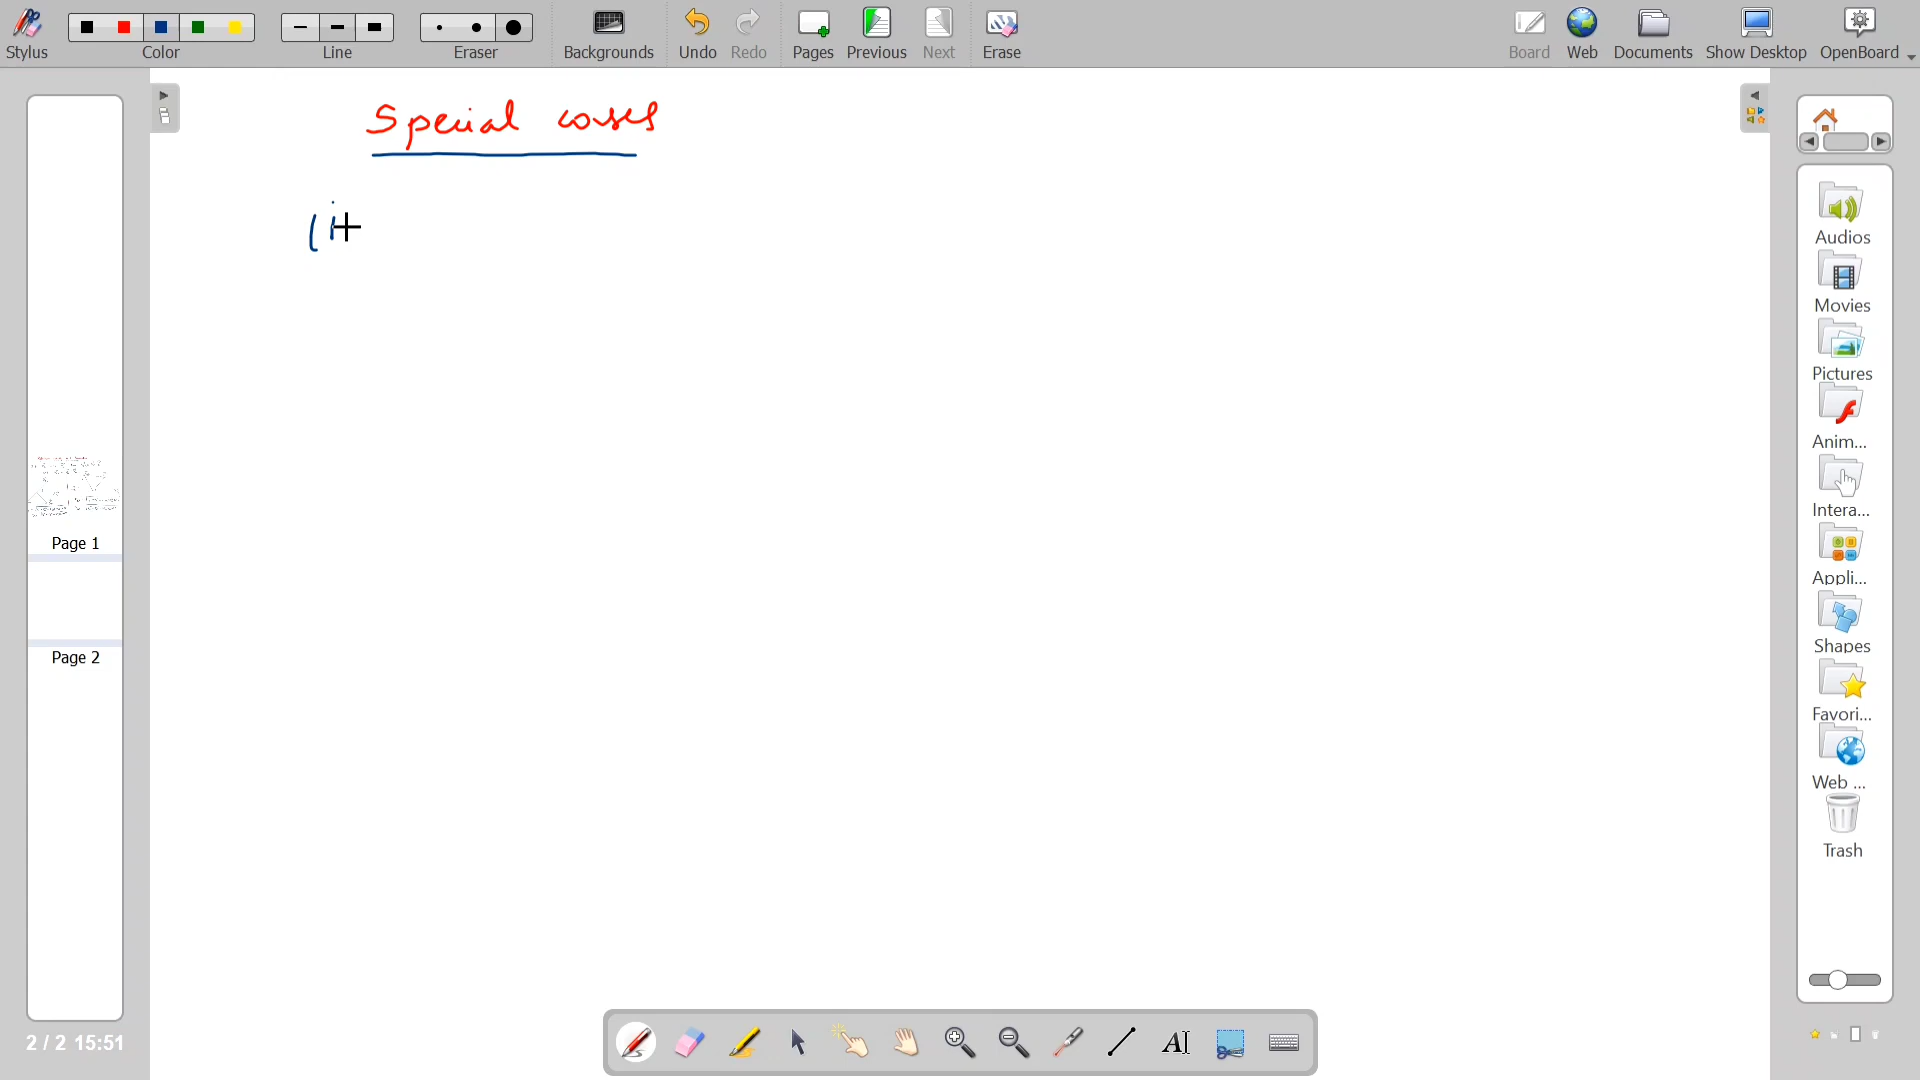 Stylus
Color
Line
Eraser
Backgrounds
Undo
Redo
Pages
Previous
Next
Erase
Board
Web
Documents
Show Desktop
OpenBoard
Special cases
(i
Page 1
Page 2
2 / 2 15:51
Audios
Movies
Pictures
Anim...
Intera...
Appli...
Shapes
Favori...
Web ...
Trash